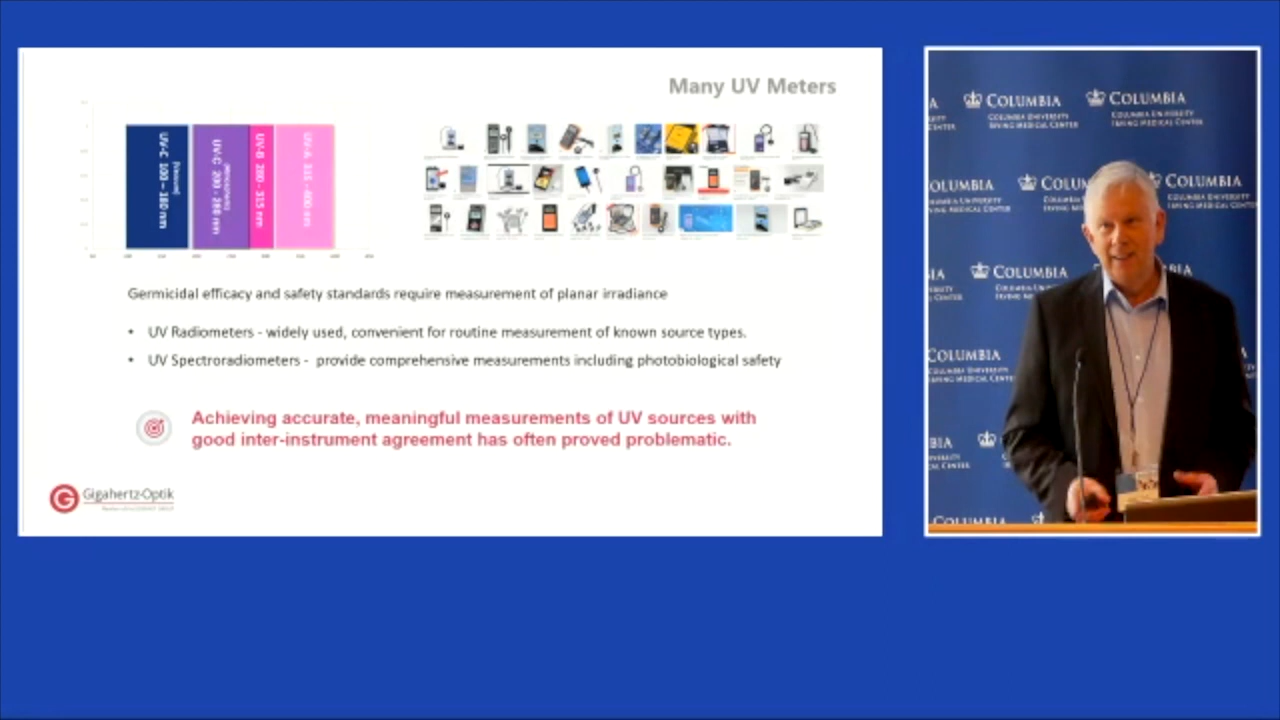 Many UV Meters
UV-C 100 – 180 nm
UV-C 200 - 280 nm
UV-B 280 - 315 nm
UV-A 315 -400 nm
Germicidal efficacy and safety standards require measurement of planar irradiance
• UV Radiometers - widely used, convenient for routine measurement of known source types.
• UV Spectroradiometers - provide comprehensive measurements including photobiological safety
Achieving accurate, meaningful measurements of UV sources with
good inter-instrument agreement has often proved problematic.
G
Gigahertz-Optik
COLUMBIA
COLUMBIA UNIVERSITY
IRVING MEDICAL CENTER